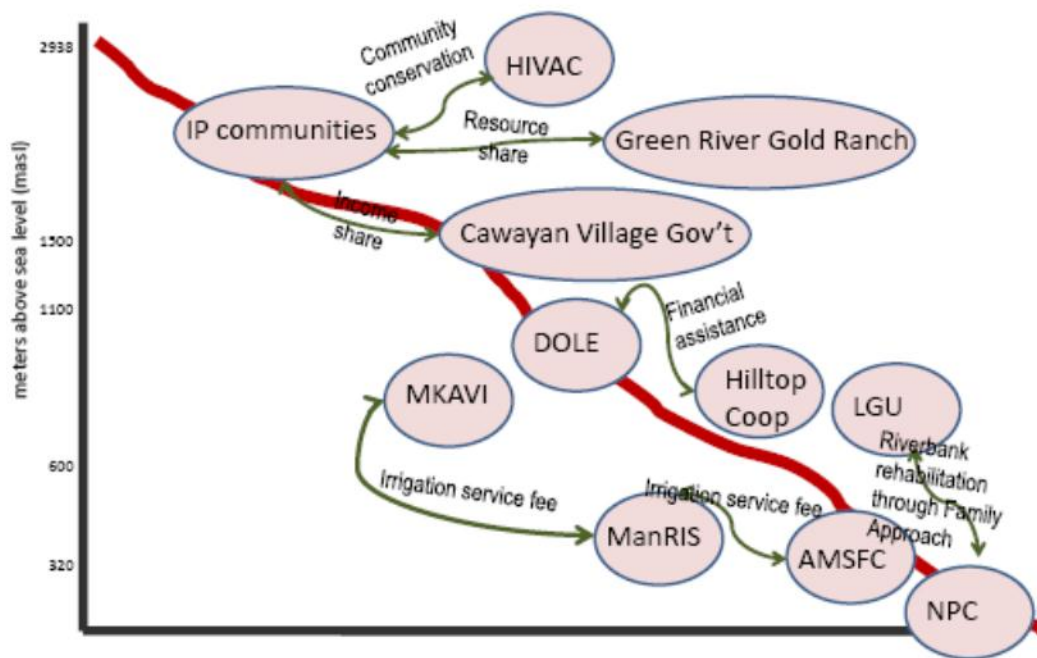 meters above sea level (masl)
2938
1300
1100
600
320
Community
conservation
HIVAC
IP communities
Resource
share
Green River Gold Ranch
Income
share
Cawayan Village Gov't
DOLE
Financial
assistance
MKAVI
Hilltop
Coop
LGU
Riverbank
rehabilitation
through Family
Approach
Irrigation service fee
ManRIS
Irrigation service fee
AMSFC
NPC